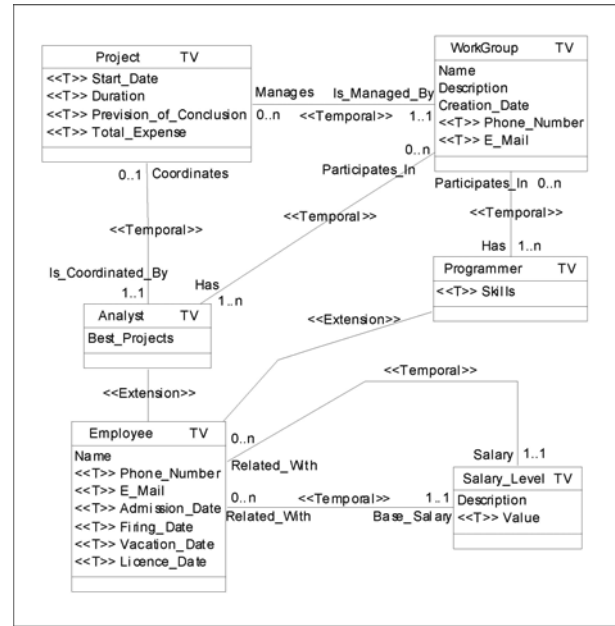 Project TV
<<T>> Start_Date
<<T>> Duration
<<T>> Prevision_of_Conclusion
<<T>> Total_Expense
WorkGroup TV
Name
Description
Creation_Date
<<T>> Phone_Number
<<T>> E_Mail
Manages Is_Managed_By
0..n <<Temporal>> 1..1
0..1 Coordinates
<<Temporal>>
Is_Coordinated_By
1..1
0..n
Participates_In
<<Temporal>>
Has
1..n
Participates_In 0..n
<<Temporal>>
Has 1..n
Programmer TV
<<T>> Skills
Analyst TV
Best_Projects
<<Extension>>
<<Extension>>
Employee TV
Name
<<T>> Phone_Number
<<T>> E_Mail
<<T>> Admission_Date
<<T>> Firing_Date
<<T>> Vacation_Date
<<T>> Licence_Date
0..n
Related_With
<<Temporal>>
Salary 1..1
0..n <<Temporal>> 1..1
Related_With Base_Salary
Salary_Level TV
Description
<<T>> Value